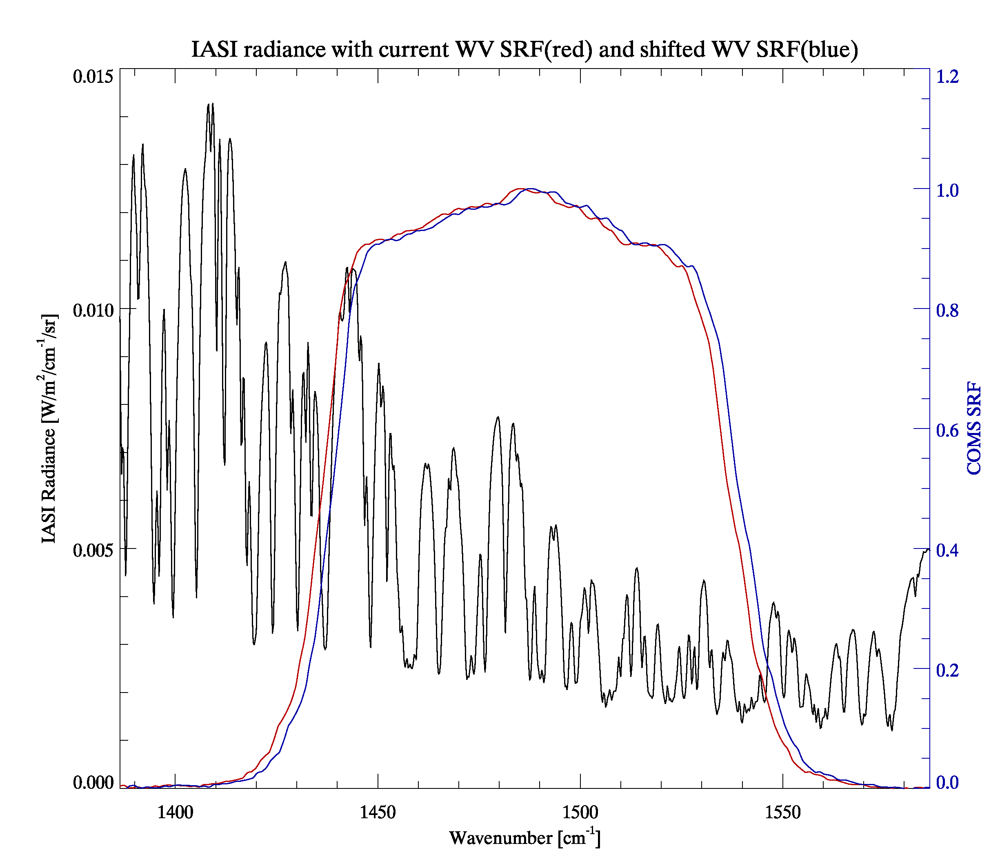 IASI radiance with current WV SRF(red) and shifted WV SRF(blue)
0.015
0.010
0.005
0.000
IASI Radiance [W/m²/cm⁻¹/sr]
1.2
1.0
0.8
0.6
0.4
0.2
0.0
COMS SRF
1400 1450 1500 1550
Wavenumber [cm⁻¹]